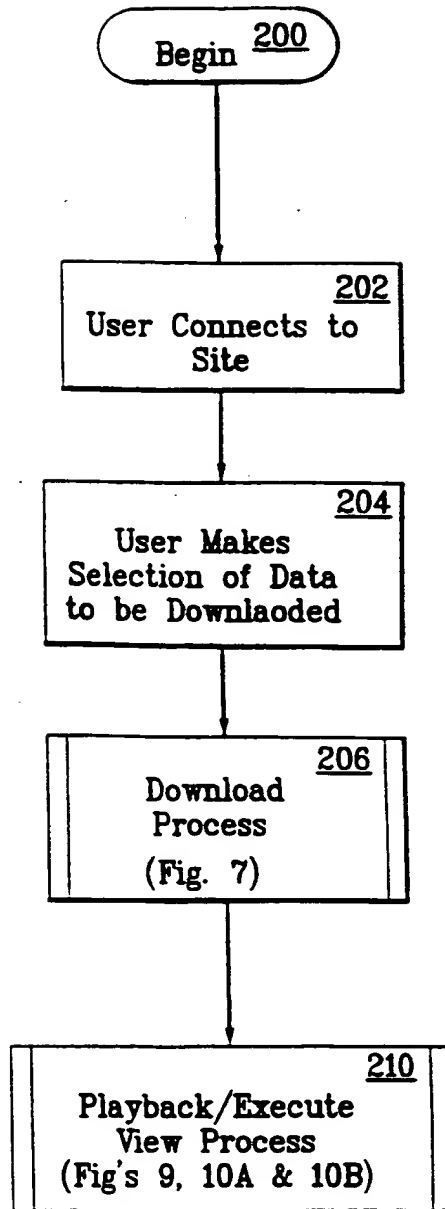 Begin 200
202
User Connects to
Site
204
User Makes
Selection of Data
to be Downlaoded
206
Download
Process
(Fig. 7)
210
Playback/Execute
View Process
(Fig's 9, 10A & 10B)